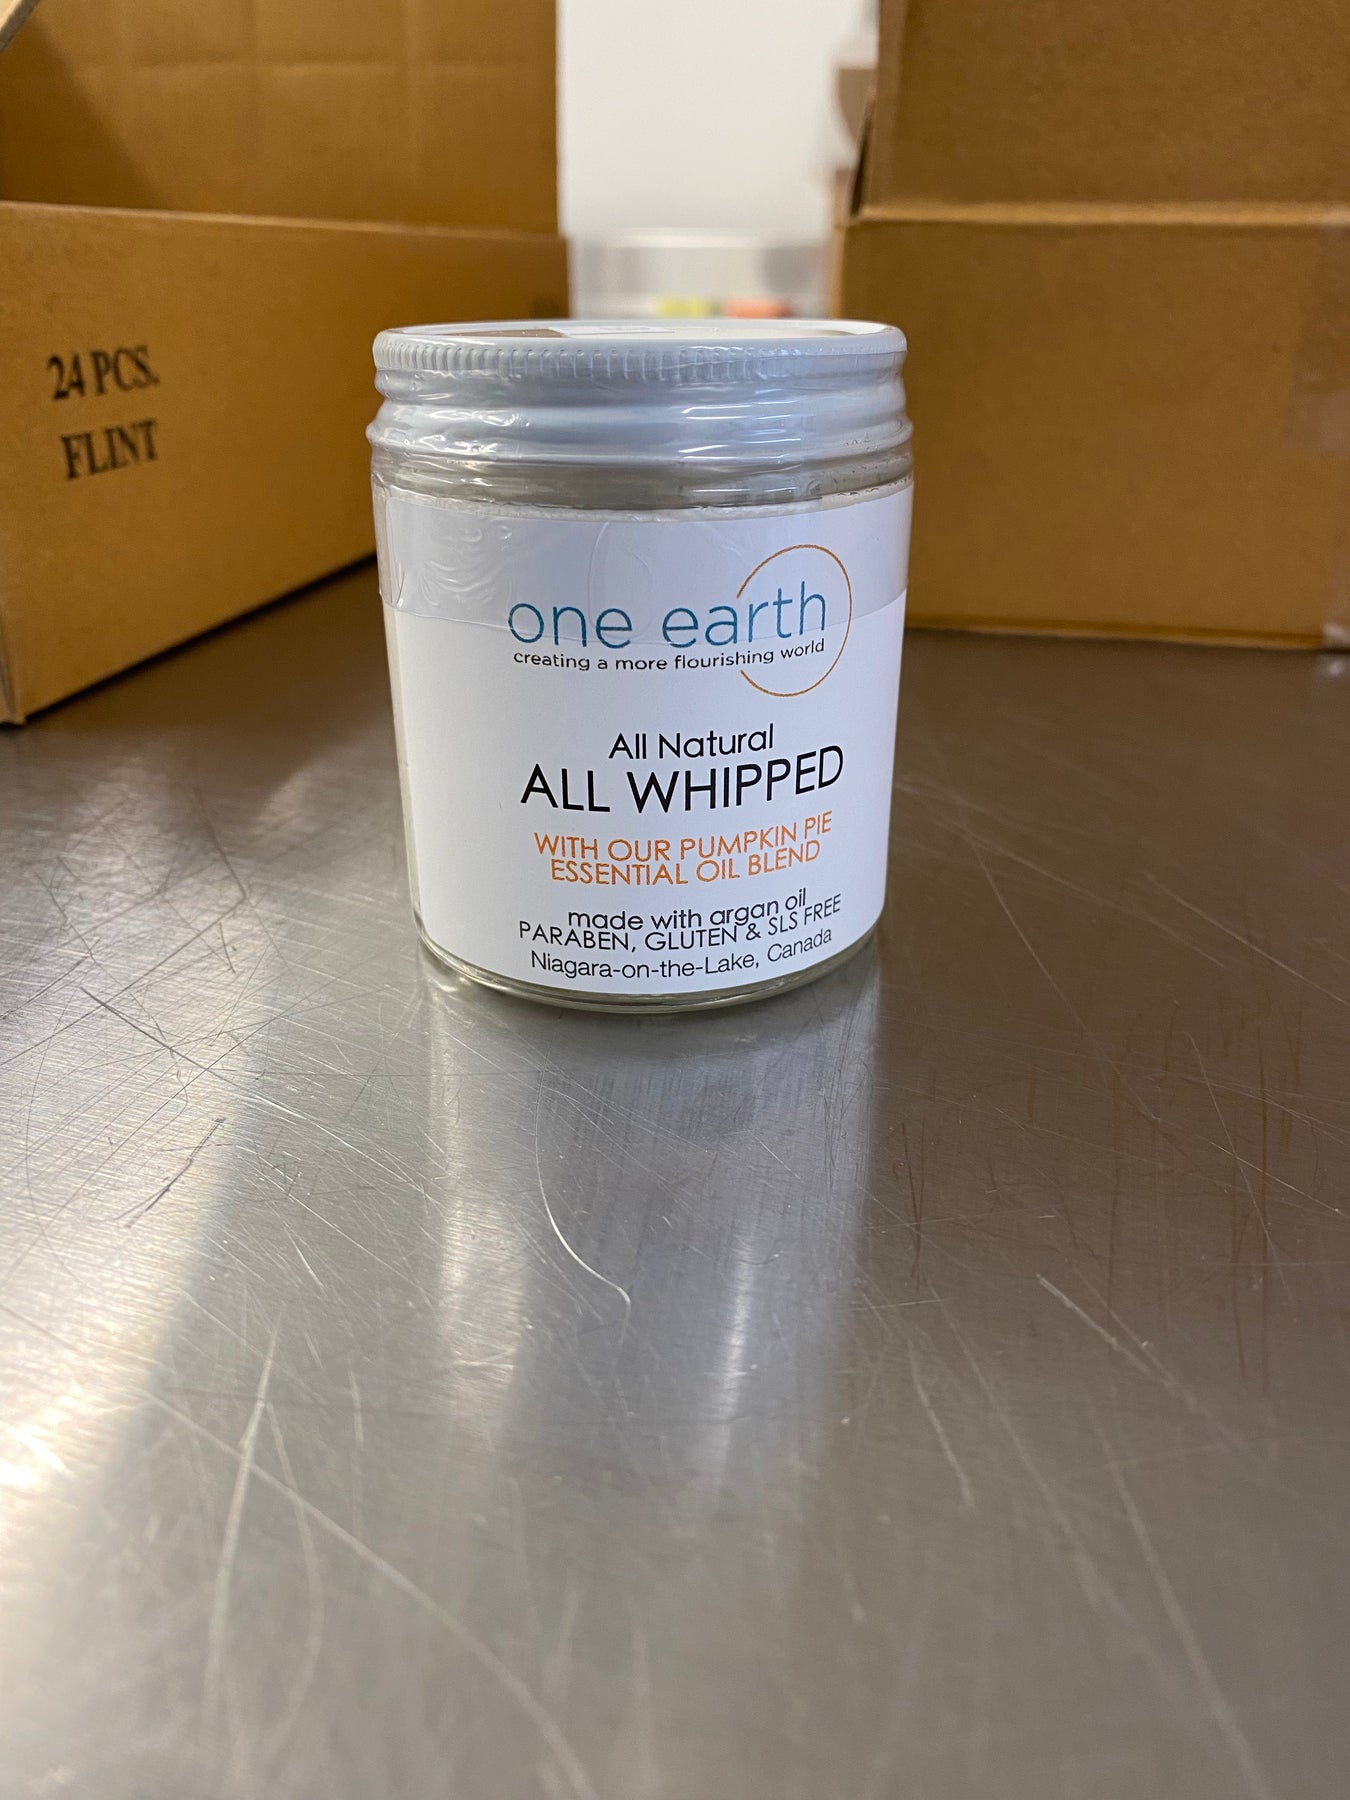 24 PCS.
FLINT
one earth
creating a more flourishing world
All Natural
ALL WHIPPED
WITH OUR PUMPKIN PIE
ESSENTIAL OIL BLEND
made with argan oil
PARABEN, GLUTEN & SLS FREE
Niagara-on-the-Lake, Canada